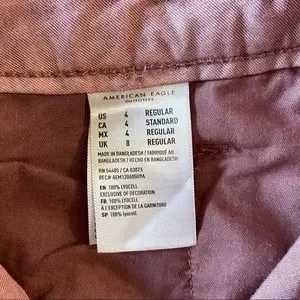 AMERICAN EAGLE
OUTFITTERS
US 4 REGULAR
CA 4 STANDARD
MX 4 REGULAR
UK 8 REGULAR
MADE IN BANGLADESH / FABRIQUÉ AU
BANGLADESH / HECHO EN BANGLADESH
RN 54485 / CA 03873
RFC# AEM12060509A
EN 100% LYOCELL
EXCLUSIVE OF DECORATION
FR 100% LYOCELL
À L'EXCEPTION DE LA GARNITURE
SP 100% lyocell